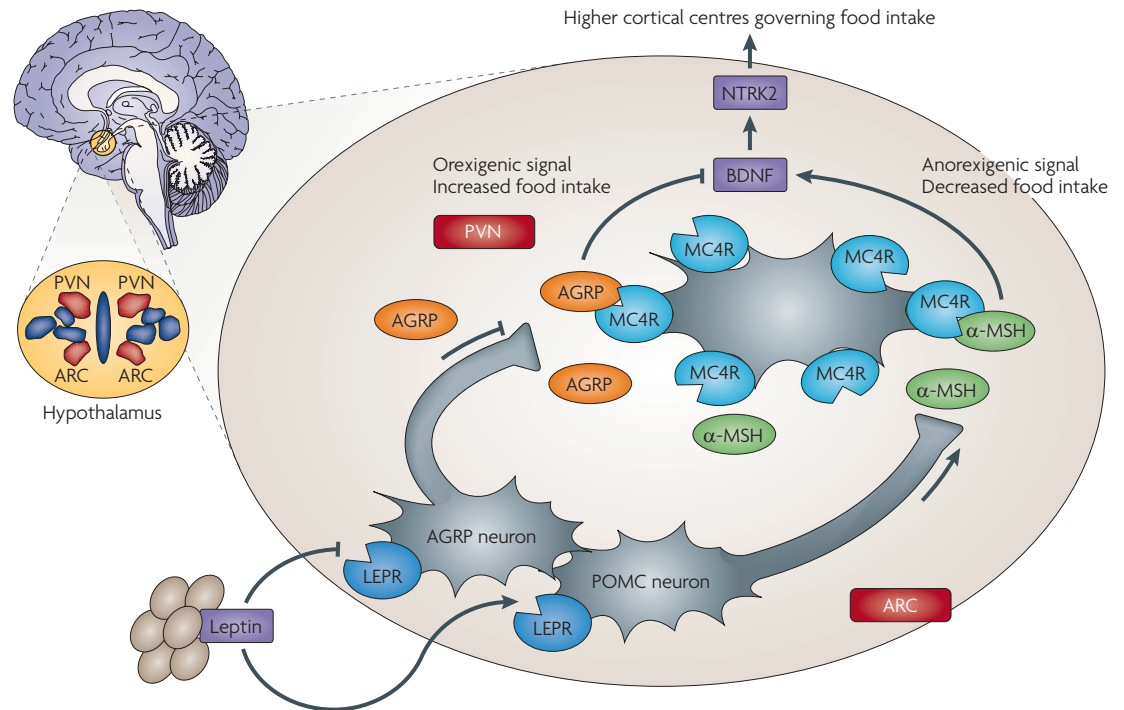 Higher cortical centres governing food intake
NTRK2
BDNF
Orexigenic signal
Increased food intake
Anorexigenic signal
Decreased food intake
PVN
MC4R
MC4R
AGRP
MC4R
MC4R
α-MSH
AGRP
AGRP
MC4R
MC4R
α-MSH
α-MSH
PVN
PVN
ARC
ARC
Hypothalamus
AGRP neuron
LEPR
POMC neuron
LEPR
ARC
Leptin